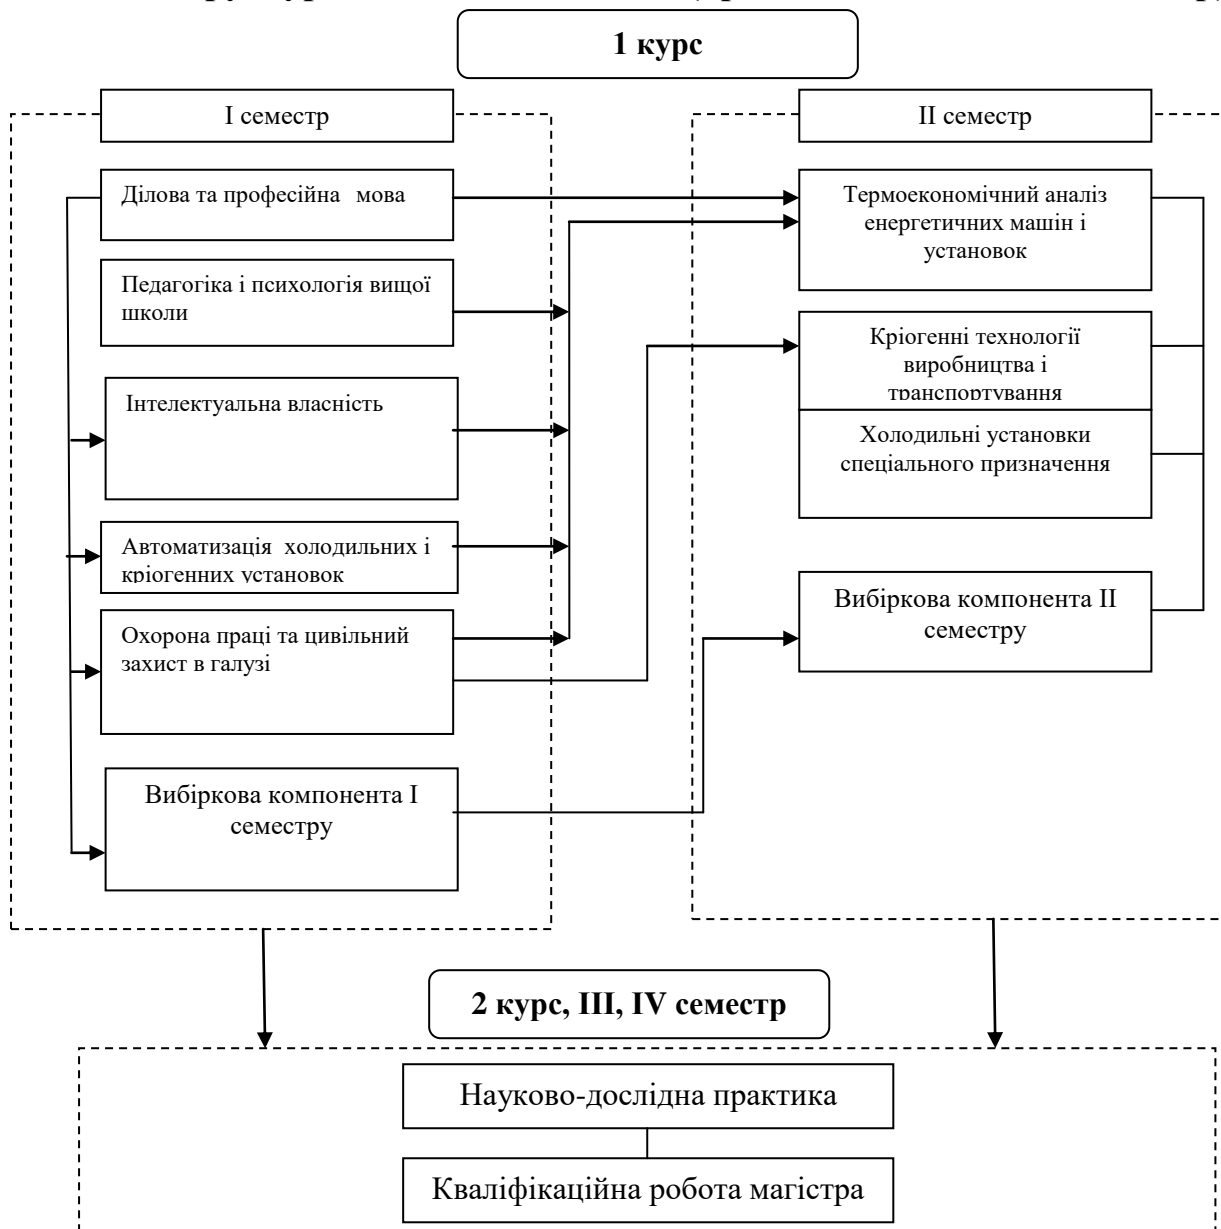 1 курс
I семестр
II семестр
Ділова та професійна мова
Педагогіка і психологія вищої
школи
Інтелектуальна власність
Автоматизація холодильних і
кріогенних установок
Охорона праці та цивільний
захист в галузі
Вибіркова компонента I
семестру
Термоекономічний аналіз
енергетичних машин і
установок
Кріогенні технології
виробництва і
транспортування
Холодильні установки
спеціального призначення
Вибіркова компонента II
семестру
2 курс, III, IV семестр
Науково-дослідна практика
Кваліфікаційна робота магістра